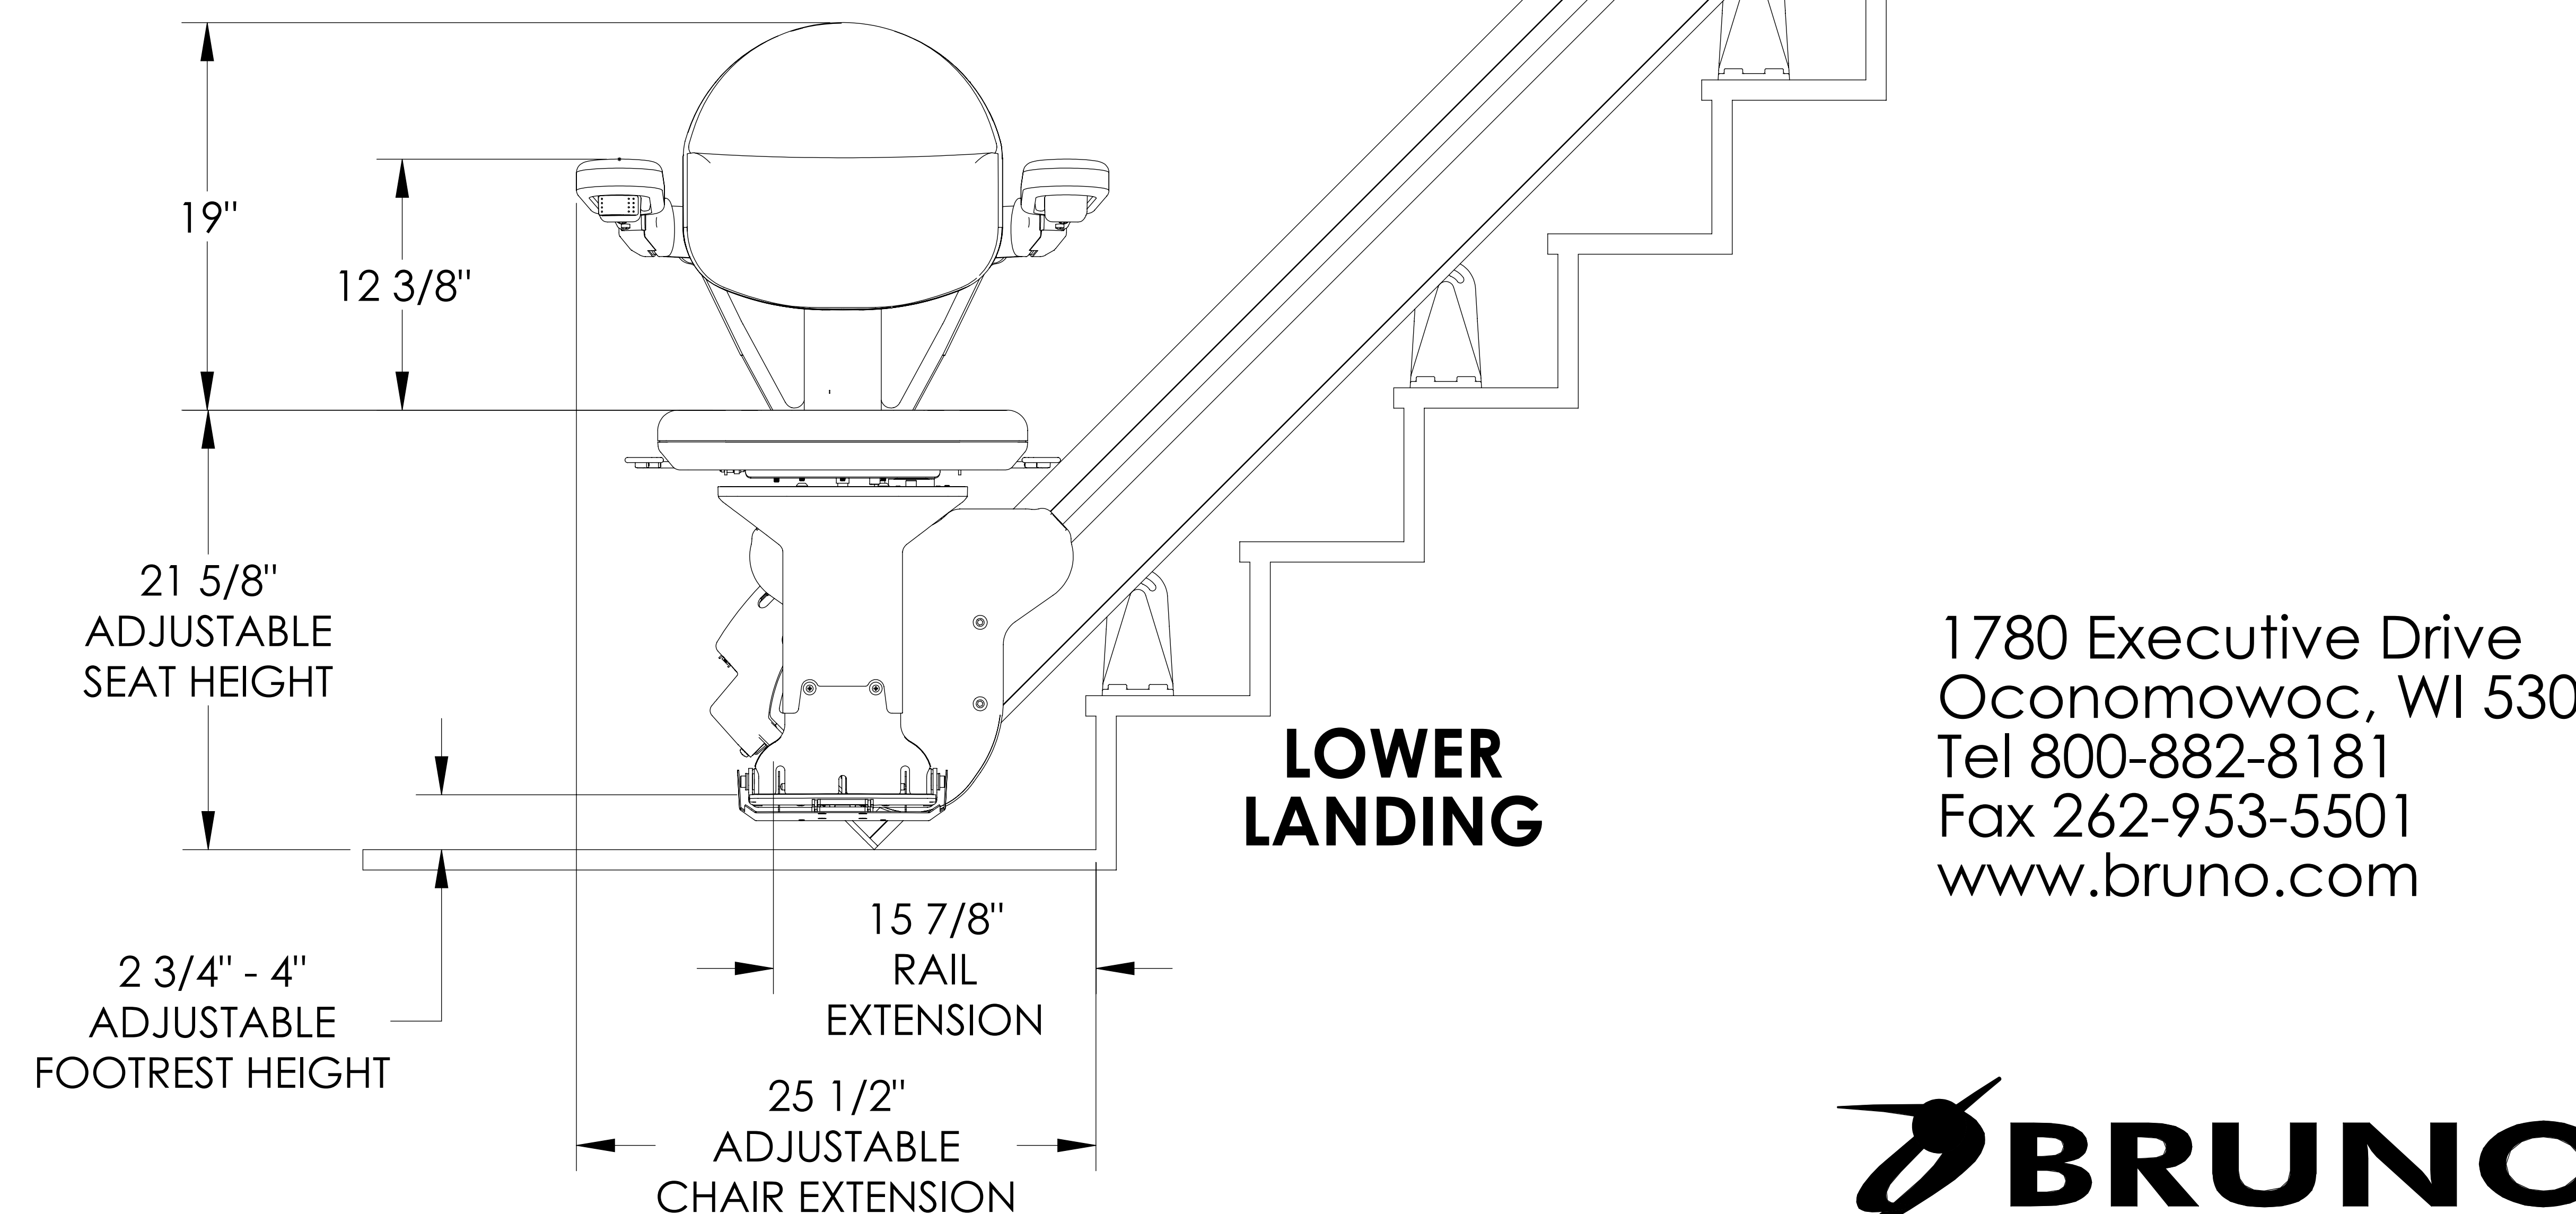 19"
12 3/8"
21 5/8"
ADJUSTABLE
SEAT HEIGHT
2 3/4" - 4"
ADJUSTABLE
FOOTREST HEIGHT
15 7/8"
RAIL
EXTENSION
25 1/2"
ADJUSTABLE
CHAIR EXTENSION
LOWER
LANDING
1780 Executive Drive
Oconomowoc, WI 530
Tel 800-882-8181
Fax 262-953-5501
www.bruno.com
BRUNO